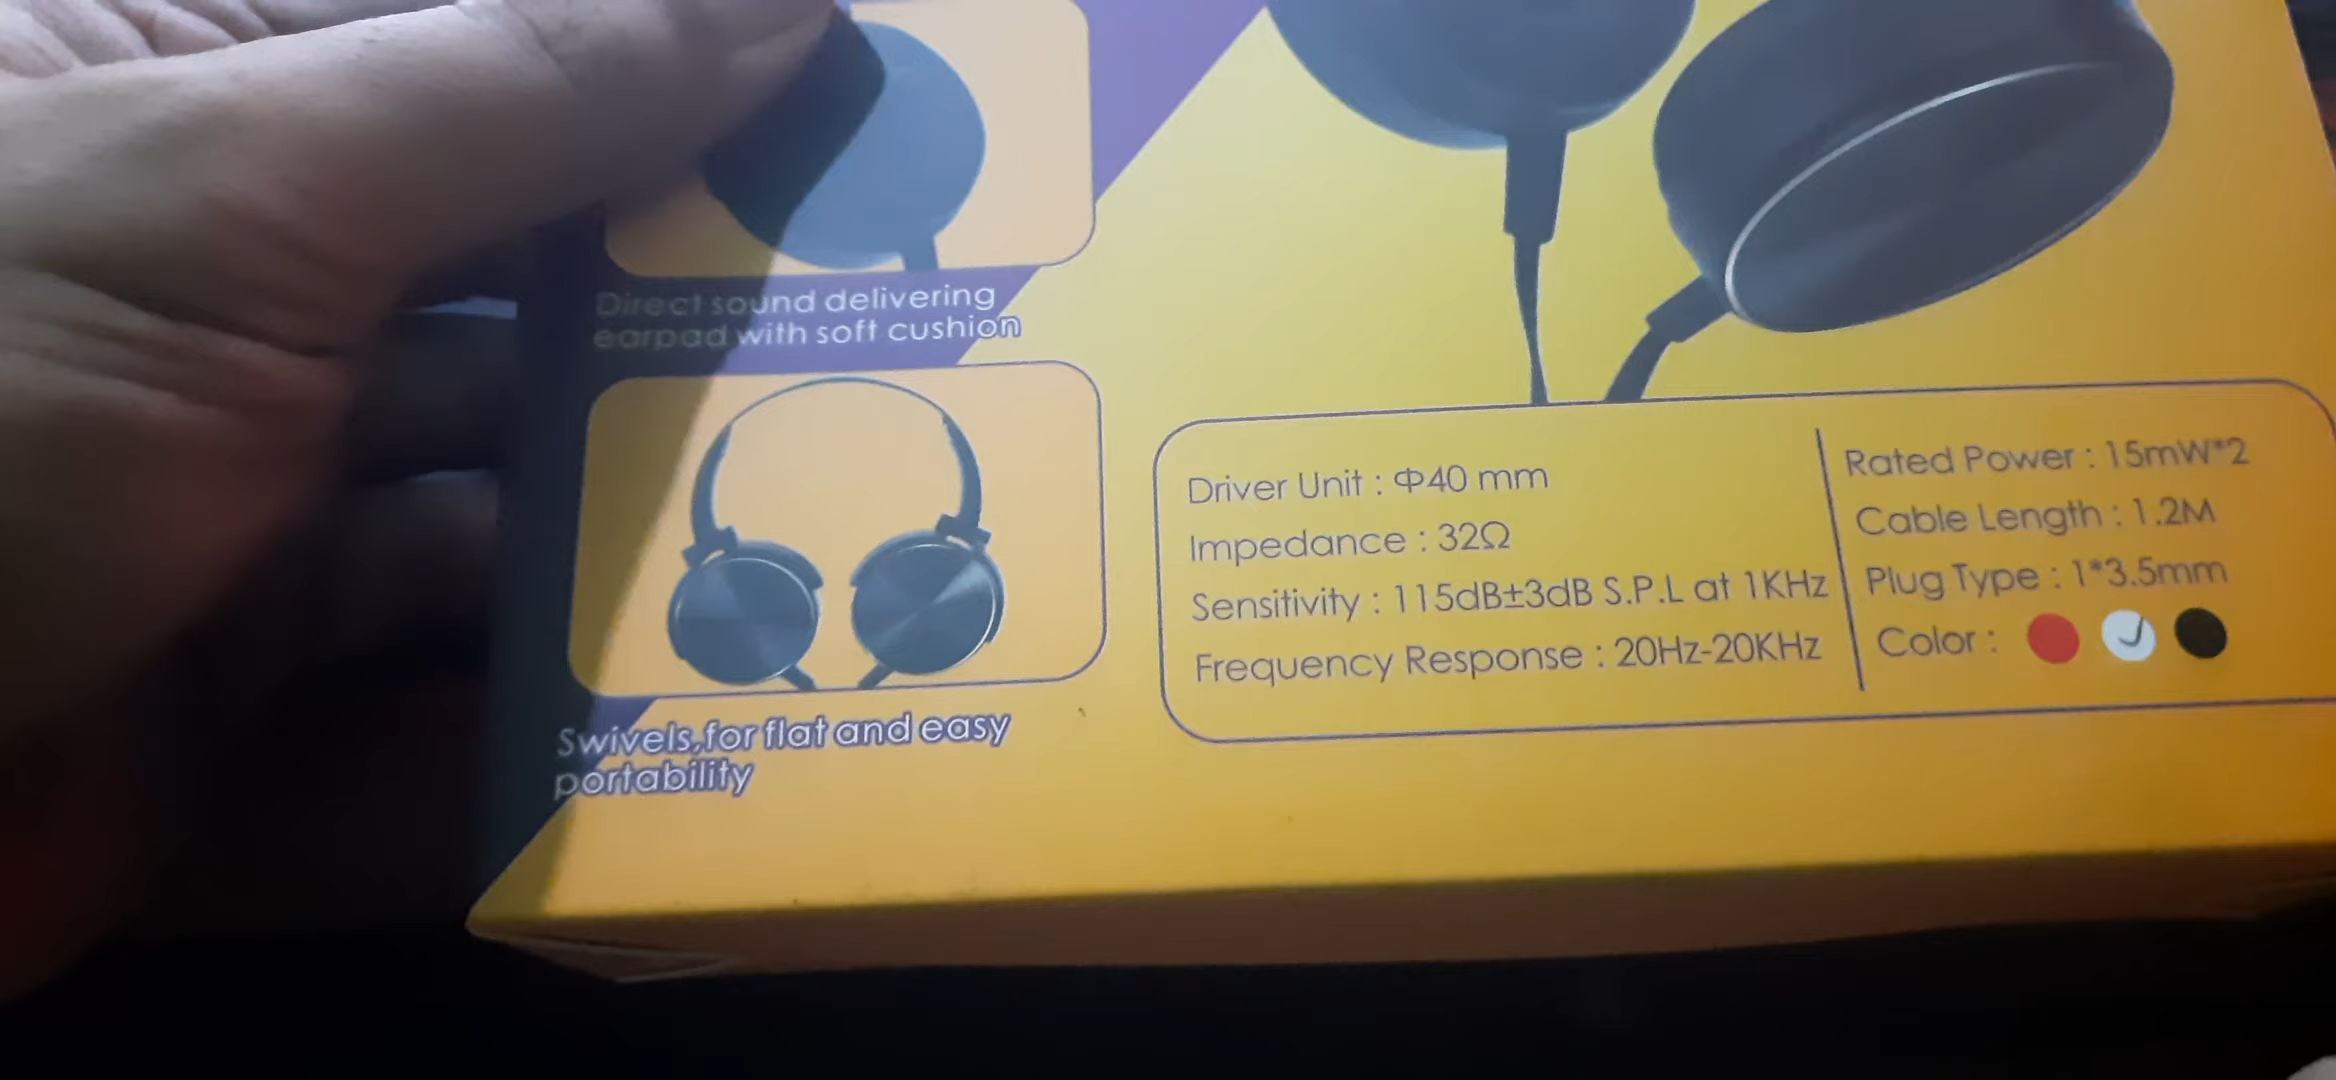 Direct sound delivering
earpad with soft cushion
Swivels,for flat and easy
portability
Driver Unit : Φ40 mm
Impedance : 32Ω
Sensitivity : 115dB±3dB S.P.L at 1KHz
Frequency Response : 20Hz-20KHz
Rated Power : 15mW*2
Cable Length : 1.2M
Plug Type : 1*3.5mm
Color :